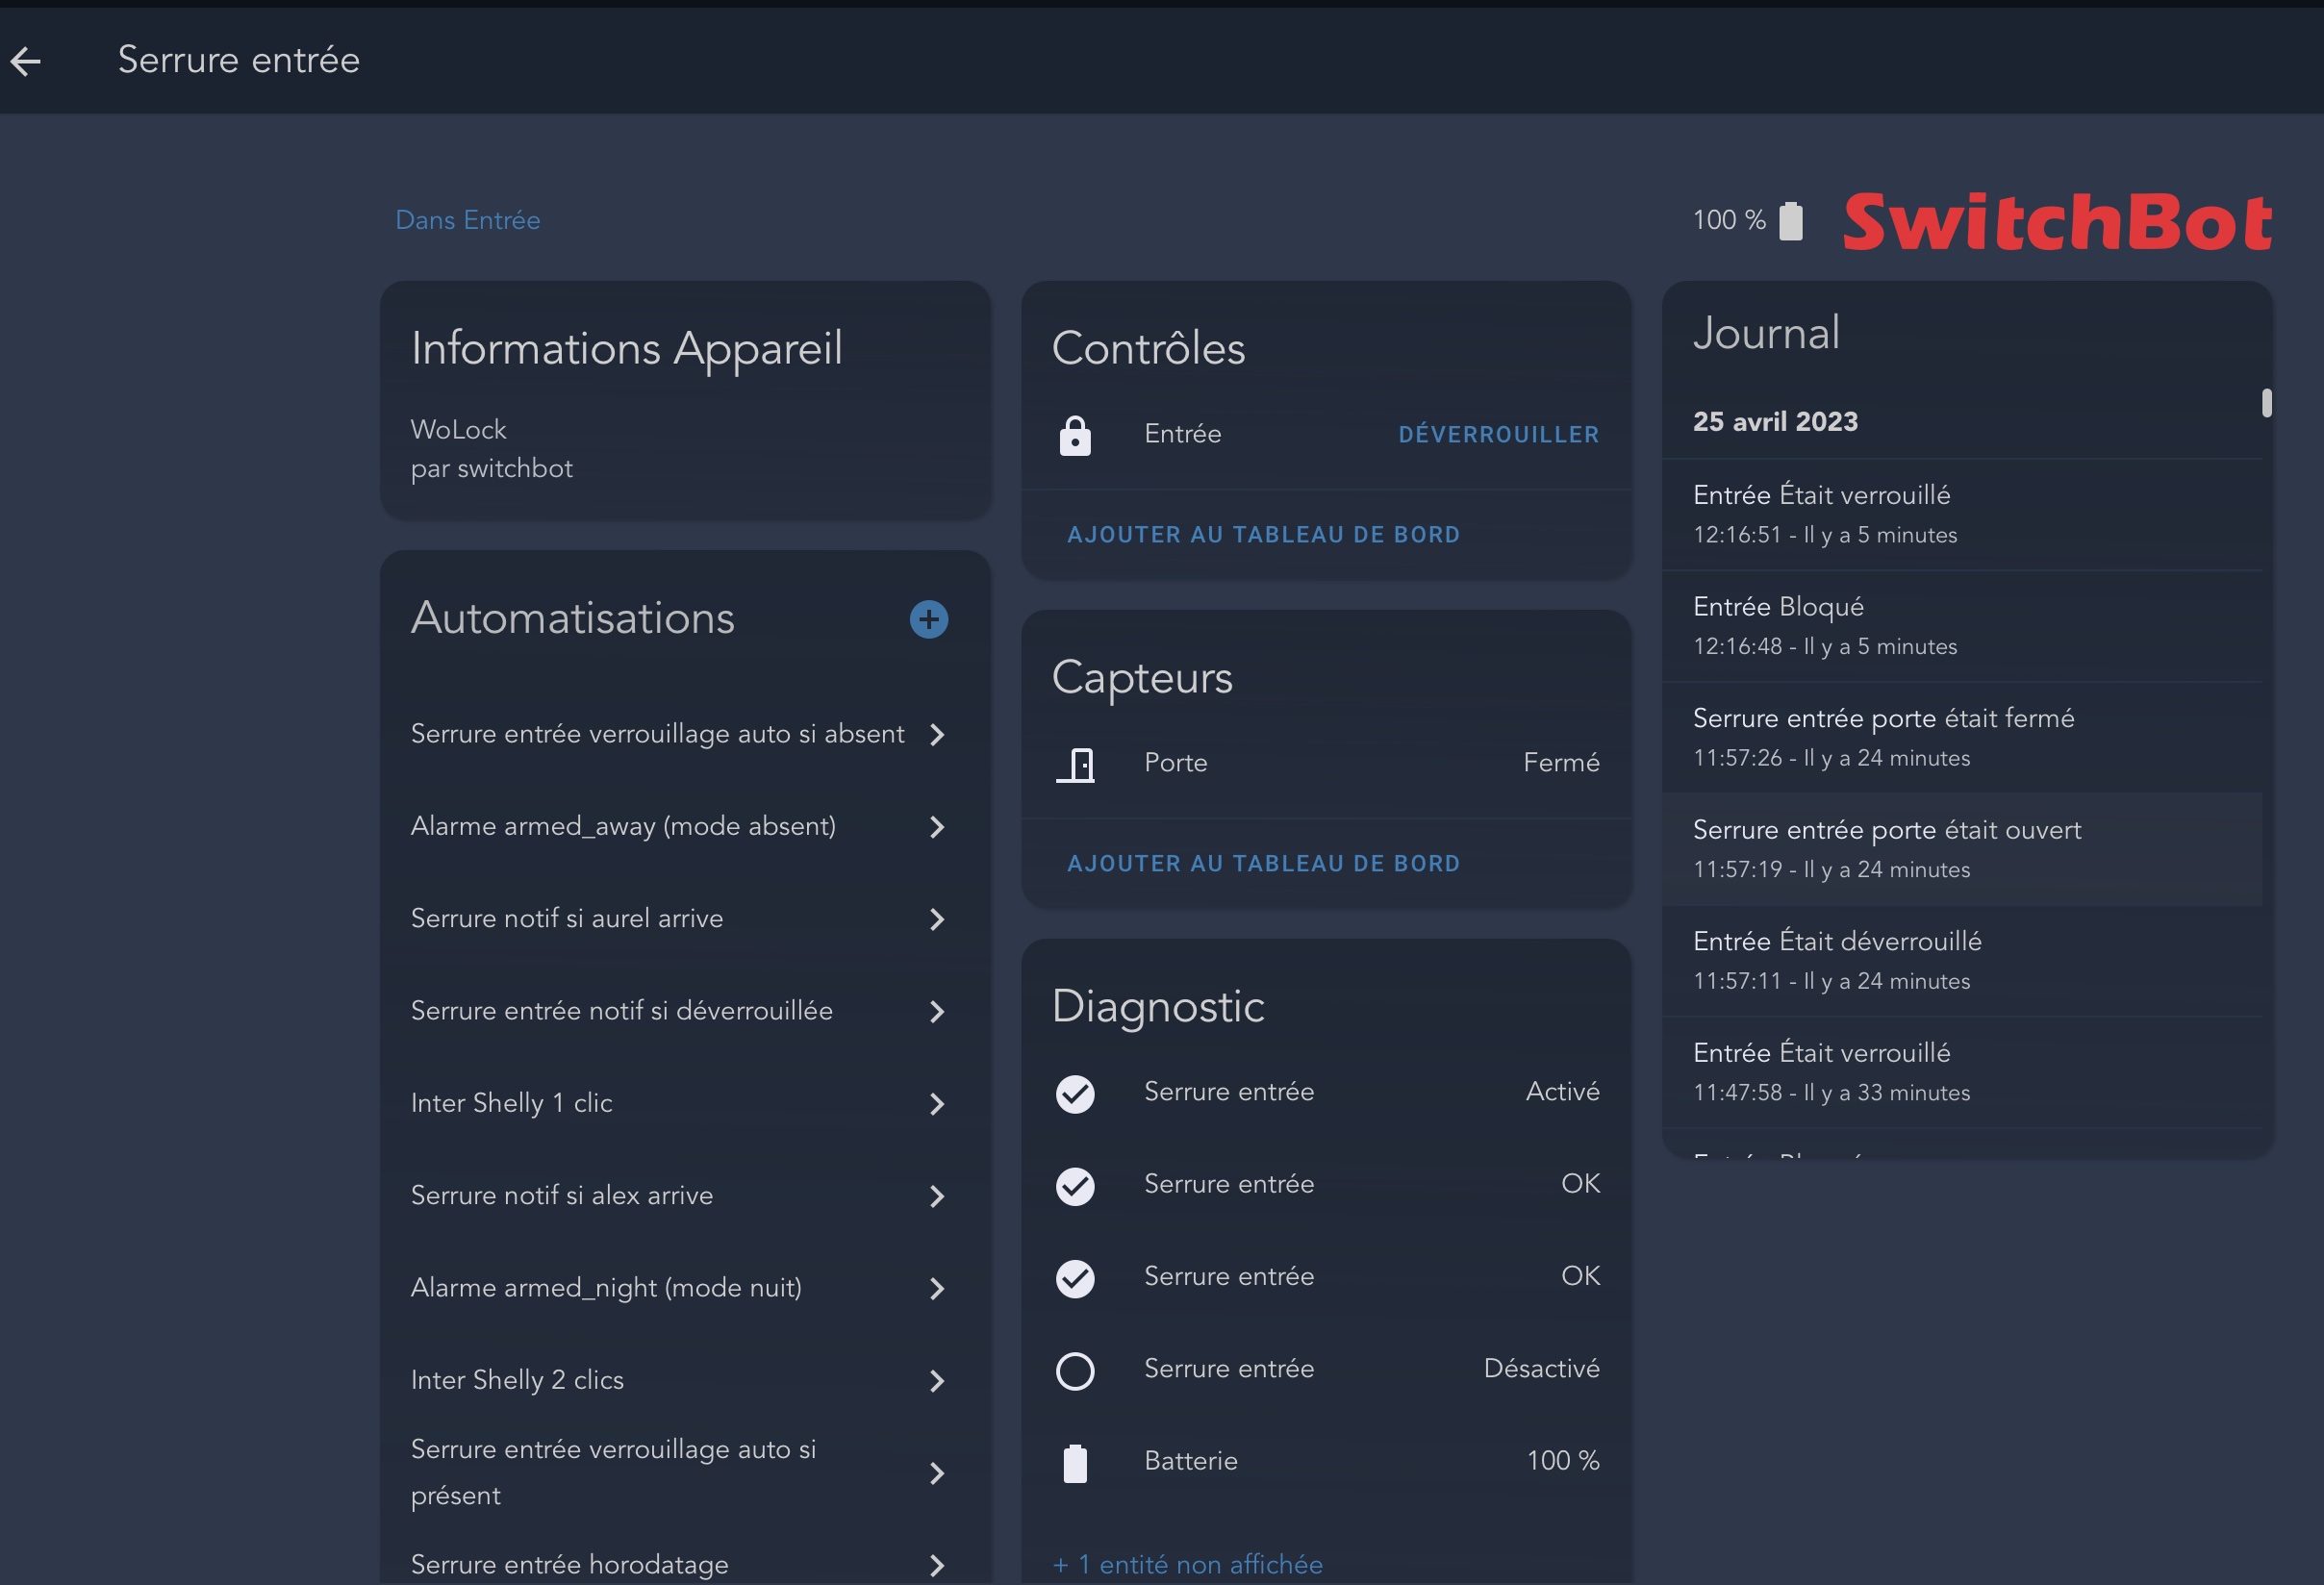 Serrure entrée
Dans Entrée
100 %
SwitchBot
Informations Appareil
WoLock
par switchbot
Automatisations
Serrure entrée verrouillage auto si absent
Alarme armed_away (mode absent)
Serrure notif si aurel arrive
Serrure entrée notif si déverrouillée
Inter Shelly 1 clic
Serrure notif si alex arrive
Alarme armed_night (mode nuit)
Inter Shelly 2 clics
Serrure entrée verrouillage auto si
présent
Serrure entrée horodatage
Contrôles
Entrée DÉVERROUILLER
AJOUTER AU TABLEAU DE BORD
Capteurs
Porte Fermé
AJOUTER AU TABLEAU DE BORD
Diagnostic
Serrure entrée Activé
Serrure entrée OK
Serrure entrée OK
Serrure entrée Désactivé
Batterie 100 %
+ 1 entité non affichée
Journal
25 avril 2023
Entrée Était verrouillé
12:16:51 - Il y a 5 minutes
Entrée Bloqué
12:16:48 - Il y a 5 minutes
Serrure entrée porte était fermé
11:57:26 - Il y a 24 minutes
Serrure entrée porte était ouvert
11:57:19 - Il y a 24 minutes
Entrée Était déverrouillé
11:57:11 - Il y a 24 minutes
Entrée Était verrouillé
11:47:58 - Il y a 33 minutes